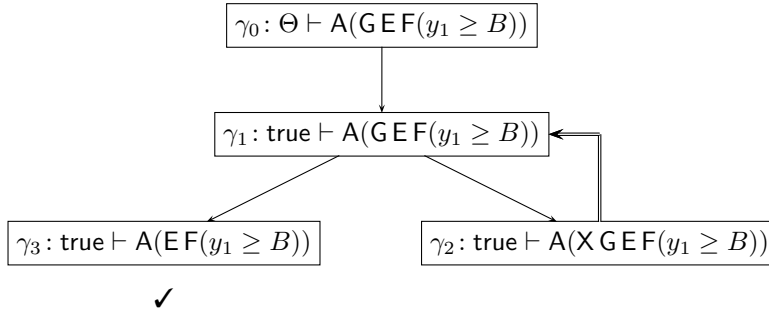 γ₀: Θ ⊢ A(G E F(y₁ ≥ B))
γ₁: true ⊢ A(G E F(y₁ ≥ B))
γ₃: true ⊢ A(E F(y₁ ≥ B))
γ₂: true ⊢ A(X G E F(y₁ ≥ B))
✓